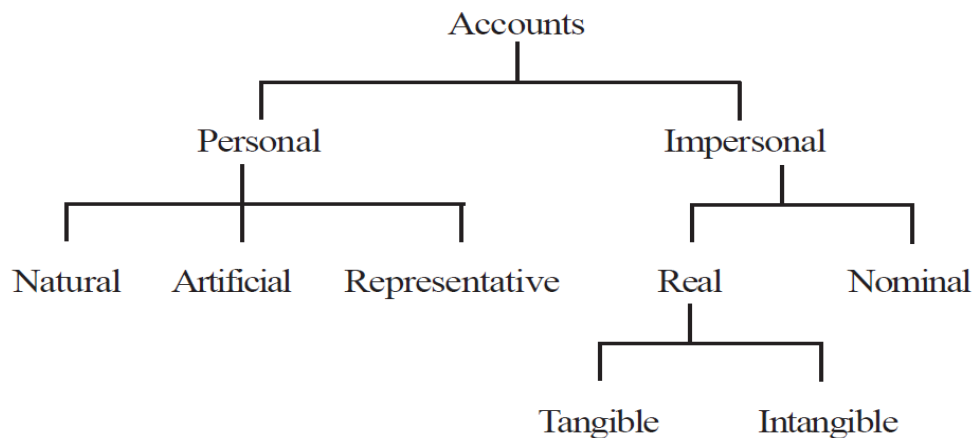 Accounts
Personal Impersonal
Natural Artificial Representative Real Nominal
Tangible Intangible